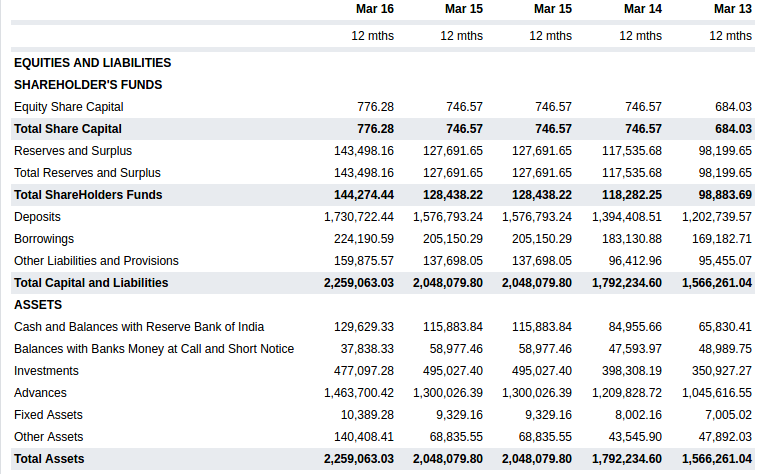 Mar 16 Mar 15 Mar 15 Mar 14 Mar 13
12 mths 12 mths 12 mths 12 mths 12 mths
EQUITIES AND LIABILITIES
SHAREHOLDER'S FUNDS
Equity Share Capital 776.28 746.57 746.57 746.57 684.03
Total Share Capital 776.28 746.57 746.57 746.57 684.03
Reserves and Surplus 143,498.16 127,691.65 127,691.65 117,535.68 98,199.65
Total Reserves and Surplus 143,498.16 127,691.65 127,691.65 117,535.68 98,199.65
Total ShareHolders Funds 144,274.44 128,438.22 128,438.22 118,282.25 98,883.69
Deposits 1,730,722.44 1,576,793.24 1,576,793.24 1,394,408.51 1,202,739.57
Borrowings 224,190.59 205,150.29 205,150.29 183,130.88 169,182.71
Other Liabilities and Provisions 159,875.57 137,698.05 137,698.05 96,412.96 95,455.07
Total Capital and Liabilities 2,259,063.03 2,048,079.80 2,048,079.80 1,792,234.60 1,566,261.04
ASSETS
Cash and Balances with Reserve Bank of India 129,629.33 115,883.84 115,883.84 84,955.66 65,830.41
Balances with Banks Money at Call and Short Notice 37,838.33 58,977.46 58,977.46 47,593.97 48,989.75
Investments 477,097.28 495,027.40 495,027.40 398,308.19 350,927.27
Advances 1,463,700.42 1,300,026.39 1,300,026.39 1,209,828.72 1,045,616.55
Fixed Assets 10,389.28 9,329.16 9,329.16 8,002.16 7,005.02
Other Assets 140,408.41 68,835.55 68,835.55 43,545.90 47,892.03
Total Assets 2,259,063.03 2,048,079.80 2,048,079.80 1,792,234.60 1,566,261.04